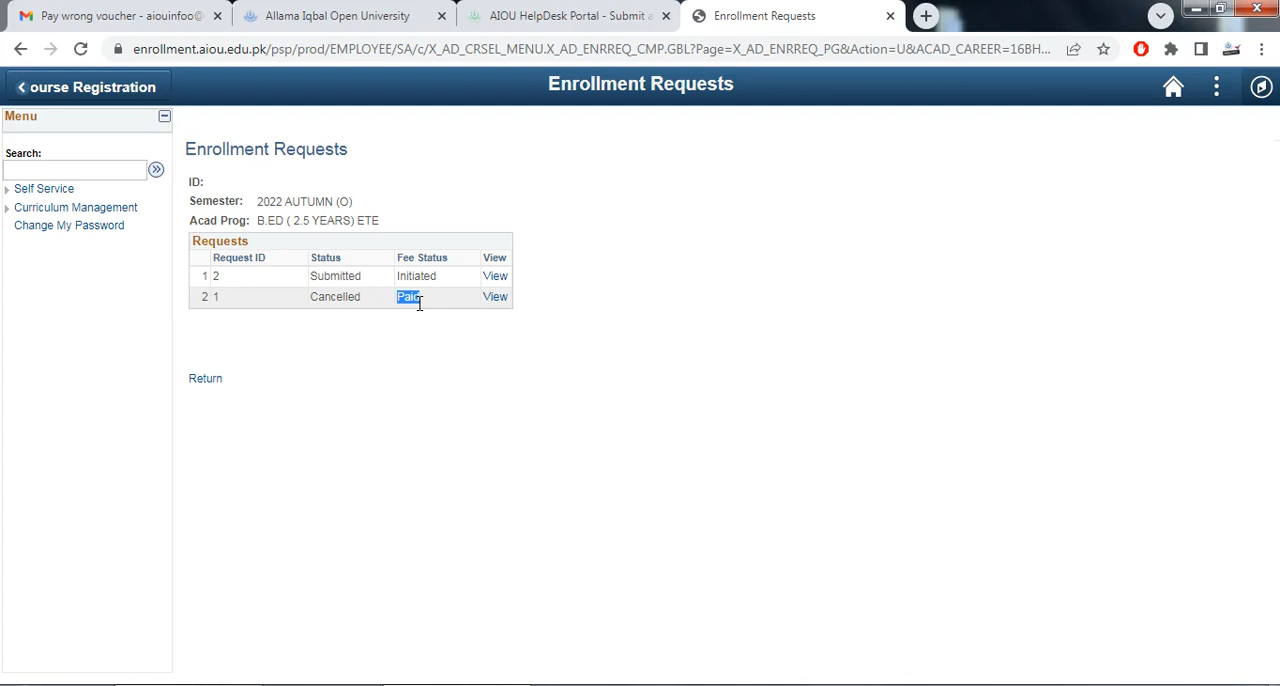 Pay wrong voucher - aiouinfoo@
Allama Iqbal Open University
AIOU HelpDesk Portal - Submit a
Enrollment Requests
enrollment.aiou.edu.pk/psp/prod/EMPLOYEE/SA/c/X_AD_CRSEL_MENU.X_AD_ENRREQ_CMP.GBL?Page=X_AD_ENRREQ_PG&Action=U&ACAD_CAREER=16BH...
ourse Registration
Enrollment Requests
Menu
Search:
Self Service
Curriculum Management
Change My Password
Enrollment Requests
ID:
Semester: 2022 AUTUMN (O)
Acad Prog: B.ED ( 2.5 YEARS) ETE
Requests
Request ID Status Fee Status View
1 2 Submitted Initiated View
2 1 Cancelled Paid View
Return